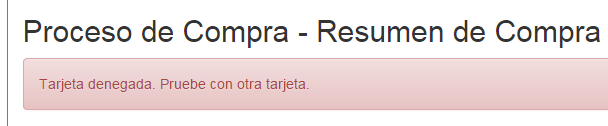 Proceso de Compra - Resumen de Compra
Tarjeta denegada. Pruebe con otra tarjeta.